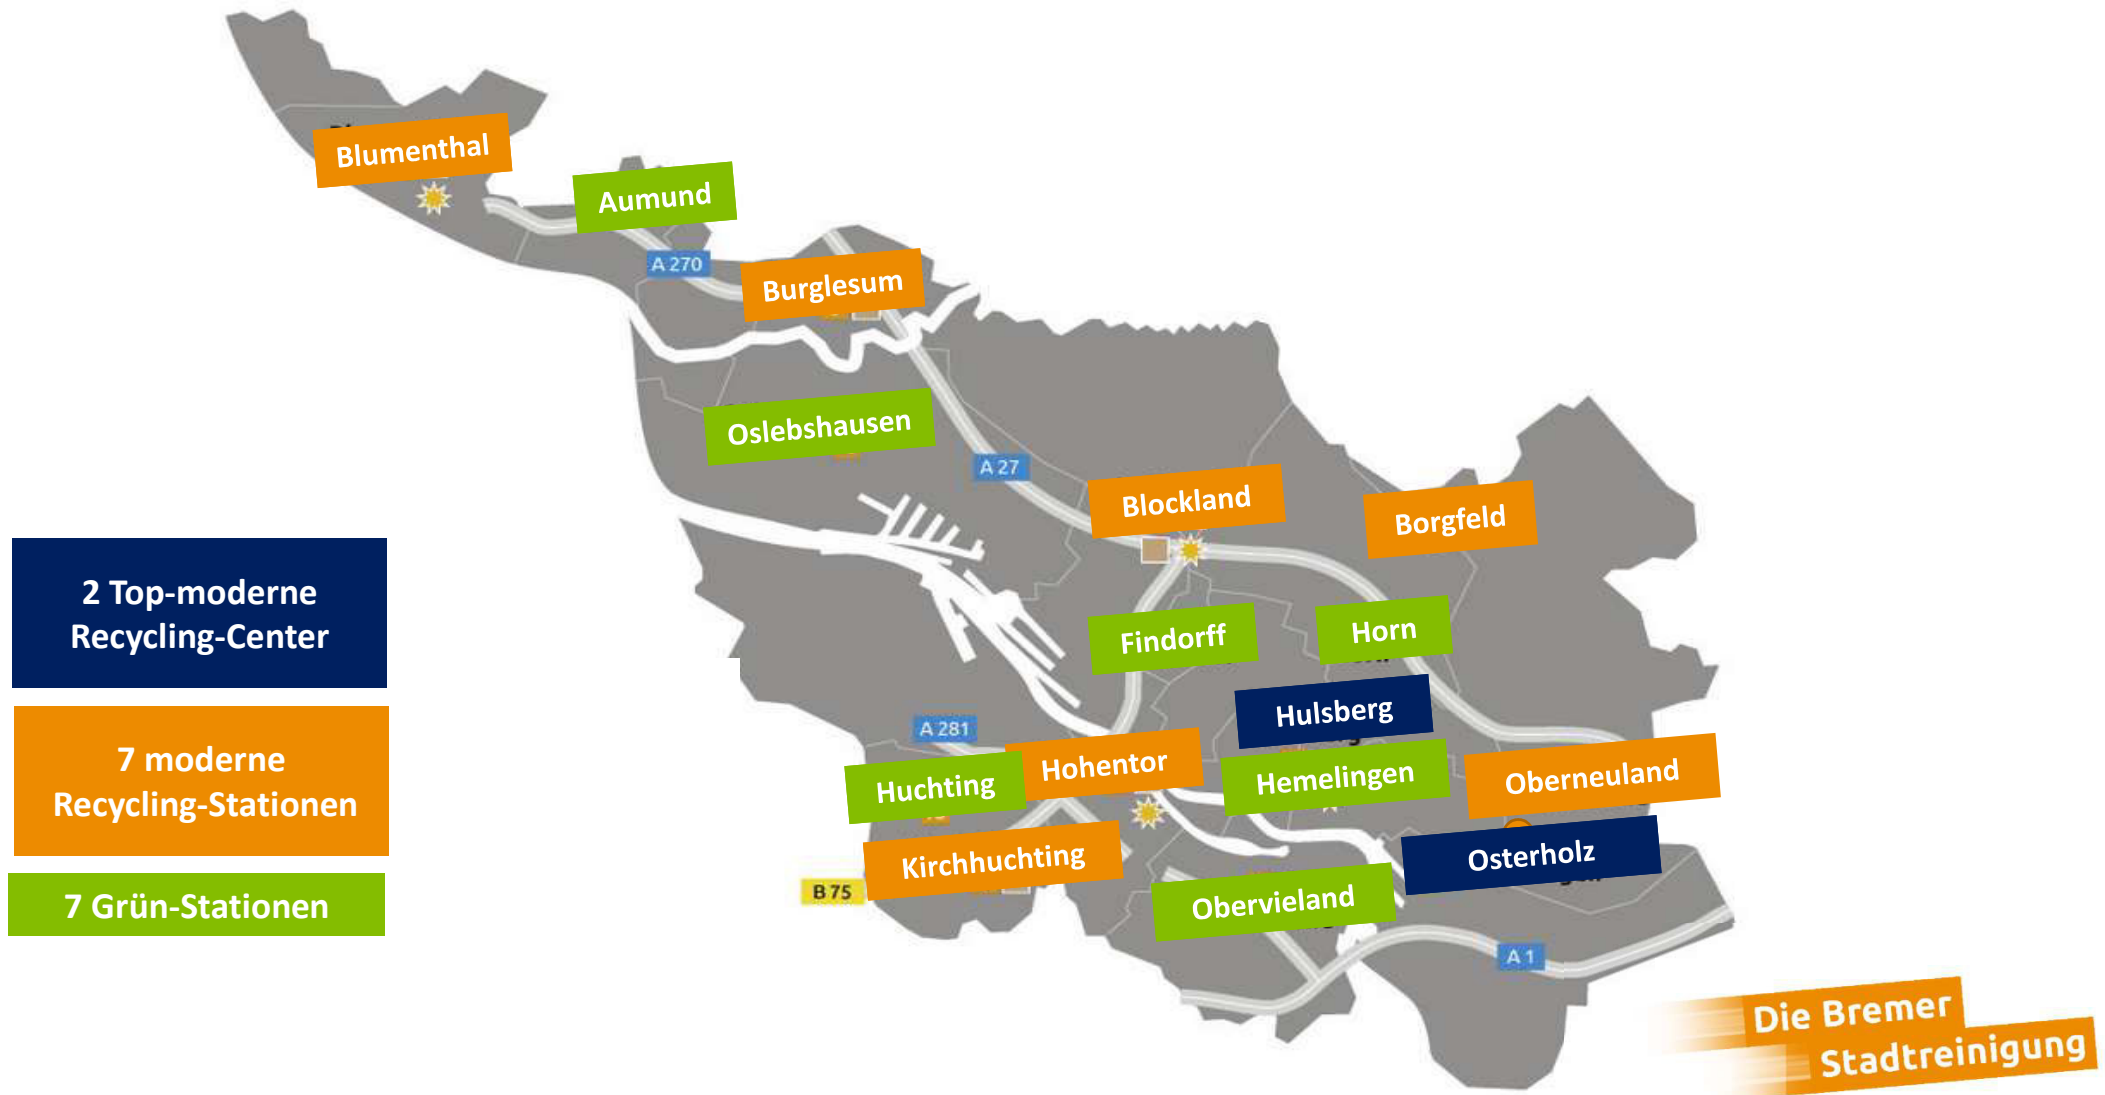 Blumenthal
Aumund
A 270
Burglesum
Oslebshausen
A 27
Blockland
Borgfeld
2 Top-moderne
Recycling-Center
7 moderne
Recycling-Stationen
7 Grün-Stationen
Findorff
Horn
Hulsberg
A 281
Hohentor
Huchting
Hemelingen
Oberneuland
Kirchhuchting
Osterholz
B 75
Obervieland
A 1
Die Bremer
Stadtreinigung